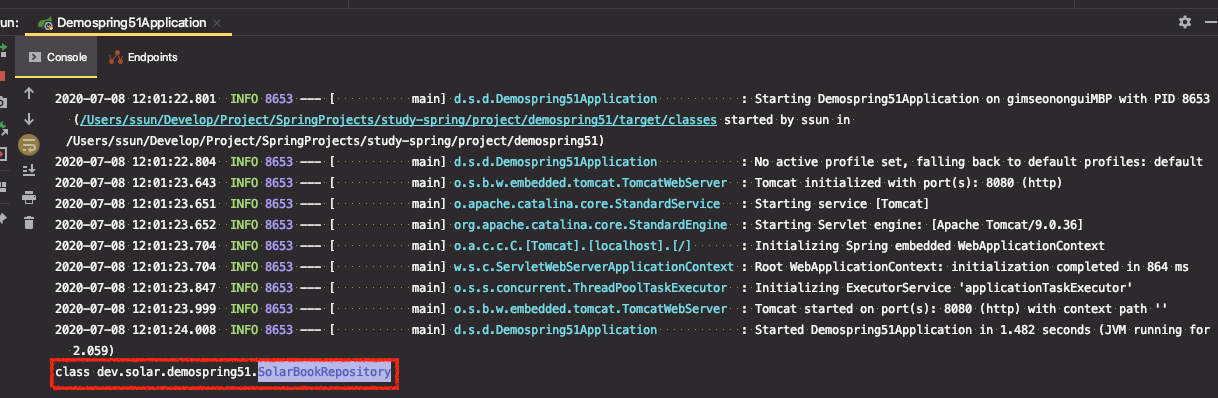 un: Demospring51Application
Console Endpoints
2020-07-08 12:01:22.801 INFO 8653 --- [ main] d.s.d.Demospring51Application : Starting Demospring51Application on gimseononguiMBP with PID 8653
(/Users/ssun/Develop/Project/SpringProjects/study-spring/project/demospring51/target/classes started by ssun in
/Users/ssun/Develop/Project/SpringProjects/study-spring/project/demospring51)
2020-07-08 12:01:22.804 INFO 8653 --- [ main] d.s.d.Demospring51Application : No active profile set, falling back to default profiles: default
2020-07-08 12:01:23.643 INFO 8653 --- [ main] o.s.b.w.embedded.tomcat.TomcatWebServer : Tomcat initialized with port(s): 8080 (http)
2020-07-08 12:01:23.651 INFO 8653 --- [ main] o.apache.catalina.core.StandardService : Starting service [Tomcat]
2020-07-08 12:01:23.652 INFO 8653 --- [ main] org.apache.catalina.core.StandardEngine : Starting Servlet engine: [Apache Tomcat/9.0.36]
2020-07-08 12:01:23.704 INFO 8653 --- [ main] o.a.c.c.C.[Tomcat].[localhost].[/] : Initializing Spring embedded WebApplicationContext
2020-07-08 12:01:23.704 INFO 8653 --- [ main] w.s.c.ServletWebServerApplicationContext : Root WebApplicationContext: initialization completed in 864 ms
2020-07-08 12:01:23.847 INFO 8653 --- [ main] o.s.s.concurrent.ThreadPoolTaskExecutor : Initializing ExecutorService 'applicationTaskExecutor'
2020-07-08 12:01:23.999 INFO 8653 --- [ main] o.s.b.w.embedded.tomcat.TomcatWebServer : Tomcat started on port(s): 8080 (http) with context path ''
2020-07-08 12:01:24.008 INFO 8653 --- [ main] d.s.d.Demospring51Application : Started Demospring51Application in 1.482 seconds (JVM running for
2.059)
class dev.solar.demospring51.SolarBookRepository